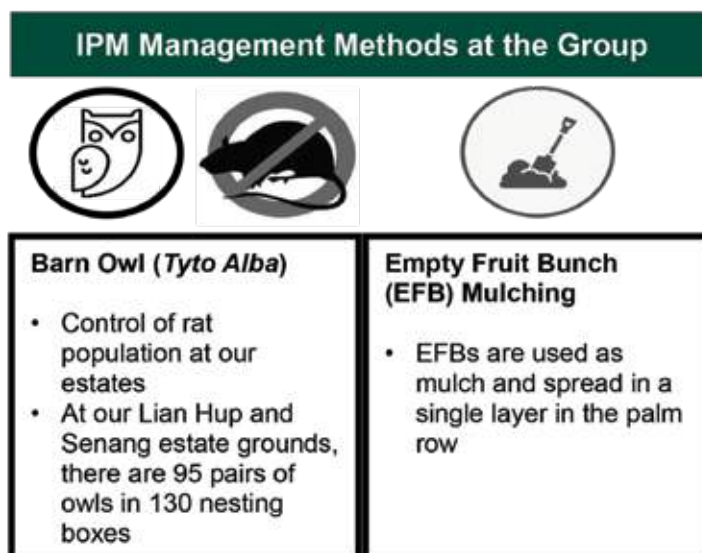 IPM Management Methods at the Group
Barn Owl (Tyto Alba)
• Control of rat
population at our
estates
• At our Lian Hup and
Senang estate grounds,
there are 95 pairs of
owls in 130 nesting
boxes
Empty Fruit Bunch
(EFB) Mulching
• EFBs are used as
mulch and spread in a
single layer in the palm
row